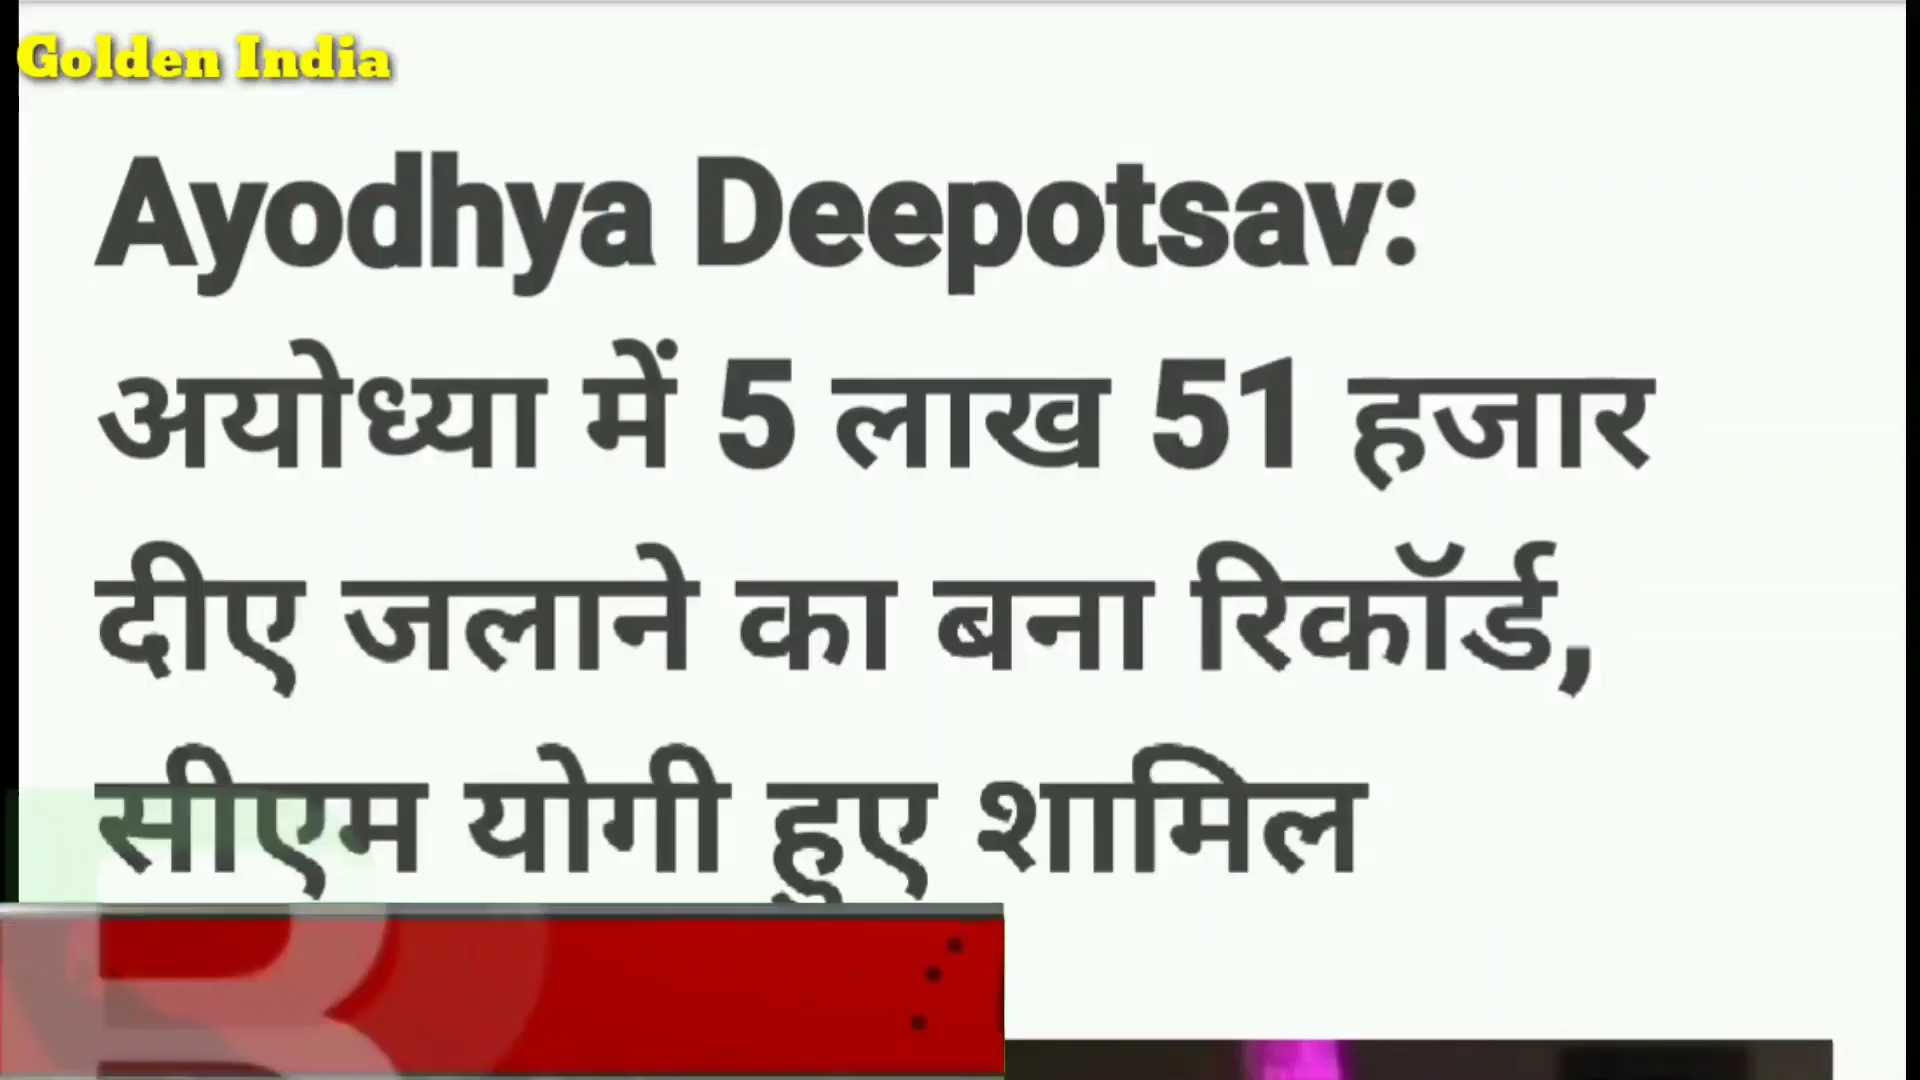 Golden India
Ayodhya Deepotsav:
अयोध्या में 5 लाख 51 हजार
दीए जलाने का बना रिकॉर्ड,
सीएम योगी हुए शामिल